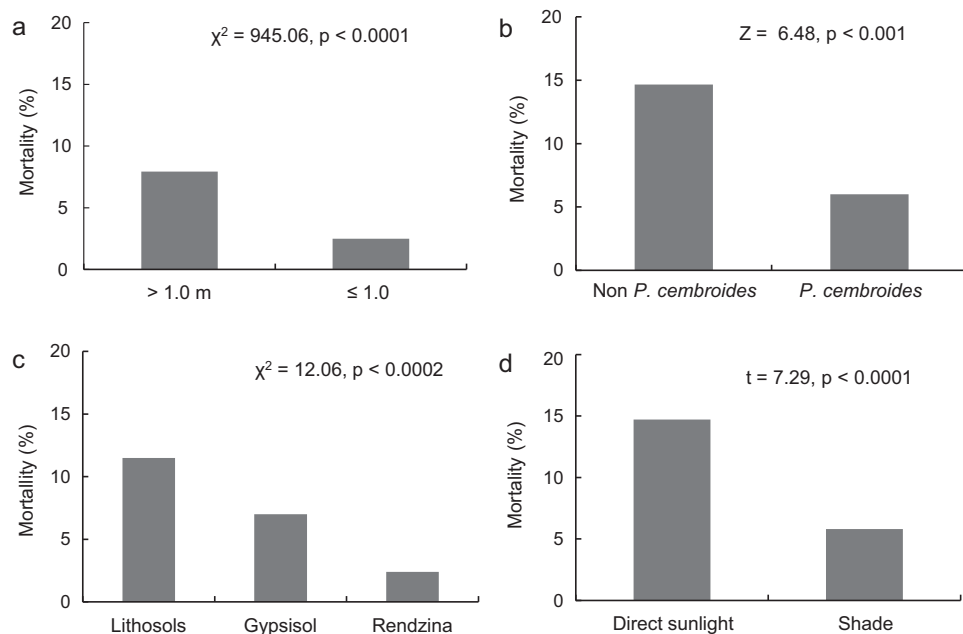 a
χ² = 945.06, p < 0.0001
Mortality (%)
20
15
10
5
0
> 1.0 m
≤ 1.0
b
Z = 6.48, p < 0.001
Mortality (%)
20
15
10
5
0
Non P. cembroides
P. cembroides
c
χ² = 12.06, p < 0.0002
Mortallity (%)
20
15
10
5
0
Lithosols
Gypsisol
Rendzina
d
t = 7.29, p < 0.0001
Mortality (%)
20
15
10
5
0
Direct sunlight
Shade